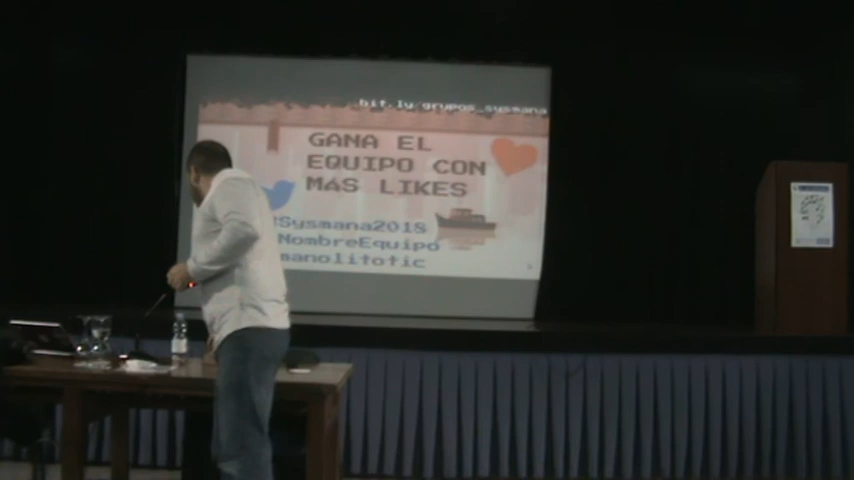 bit.ly/grupos_sysmana
GANA EL
EQUIPO CON
MÁS LIKES
Sysmana2018
NombreEquipo
manolitotic